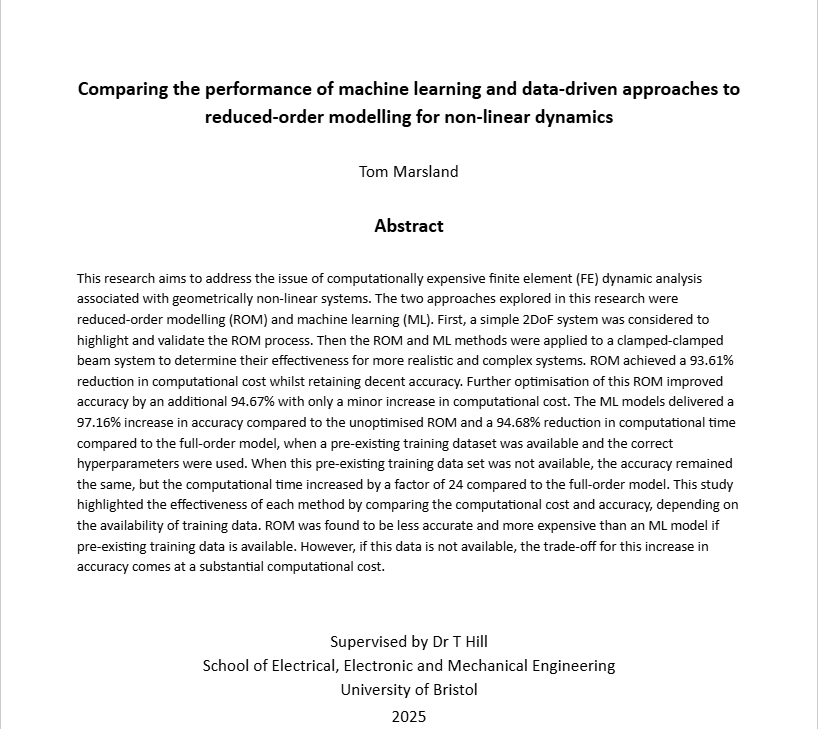 Comparing the performance of machine learning and data-driven approaches to
reduced-order modelling for non-linear dynamics
Tom Marsland
Abstract
This research aims to address the issue of computationally expensive finite element (FE) dynamic analysis
associated with geometrically non-linear systems. The two approaches explored in this research were
reduced-order modelling (ROM) and machine learning (ML). First, a simple 2DoF system was considered to
highlight and validate the ROM process. Then the ROM and ML methods were applied to a clamped-clamped
beam system to determine their effectiveness for more realistic and complex systems. ROM achieved a 93.61%
reduction in computational cost whilst retaining decent accuracy. Further optimisation of this ROM improved
accuracy by an additional 94.67% with only a minor increase in computational cost. The ML models delivered a
97.16% increase in accuracy compared to the unoptimised ROM and a 94.68% reduction in computational time
compared to the full-order model, when a pre-existing training dataset was available and the correct
hyperparameters were used. When this pre-existing training data set was not available, the accuracy remained
the same, but the computational time increased by a factor of 24 compared to the full-order model. This study
highlighted the effectiveness of each method by comparing the computational cost and accuracy, depending on
the availability of training data. ROM was found to be less accurate and more expensive than an ML model if
pre-existing training data is available. However, if this data is not available, the trade-off for this increase in
accuracy comes at a substantial computational cost.
Supervised by Dr T Hill
School of Electrical, Electronic and Mechanical Engineering
University of Bristol
2025